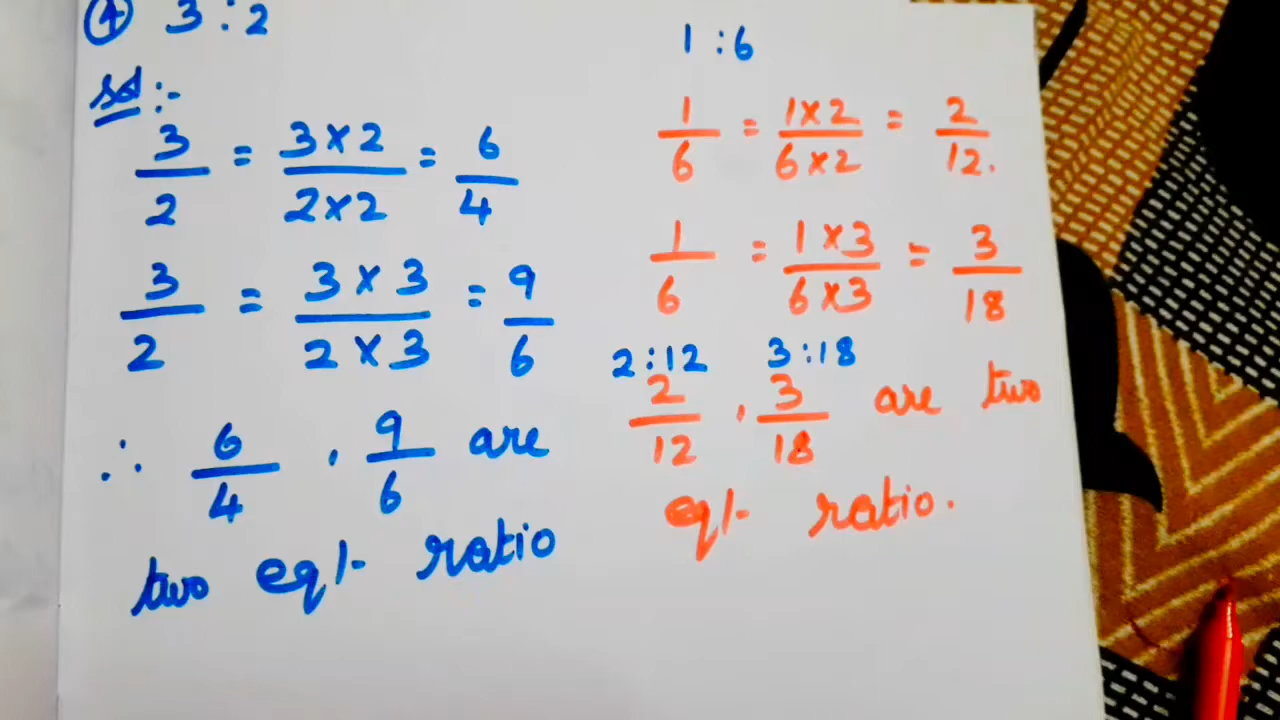 ④ 3 : 2
Sol :-
3/2 = 3 × 2/2 × 2 = 6/4
3/2 = 3 × 3/2 × 3 = 9/6
∴ 6/4 , 9/6 are
two eql. ratio
1 : 6
1/6 = 1 × 2/6 × 2 = 2/12.
1/6 = 1 × 3/6 × 3 = 3/18
2 : 12 3 : 18
2/12 , 3/18 are two
eql. ratio.